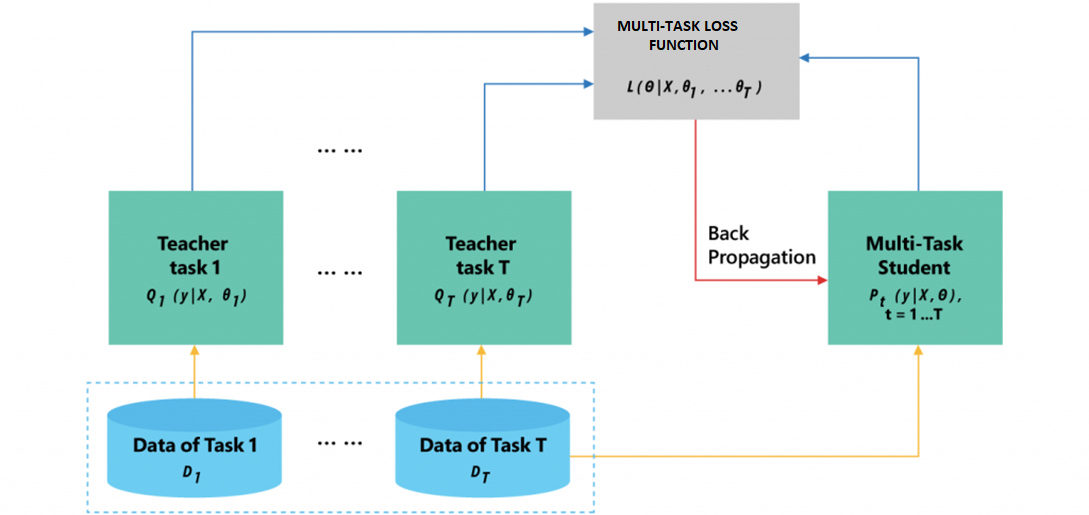 MULTI-TASK LOSS
FUNCTION
L(Θ|X,θ1, ...θT)
... ...
Teacher
task 1
Q1 (y|X, θ1)
... ...
Teacher
task T
QT (y|X,θT)
Back
Propagation
Multi-Task
Student
Pt (y|X,Θ),
t = 1 ...T
Data of Task 1
D1
... ...
Data of Task T
DT